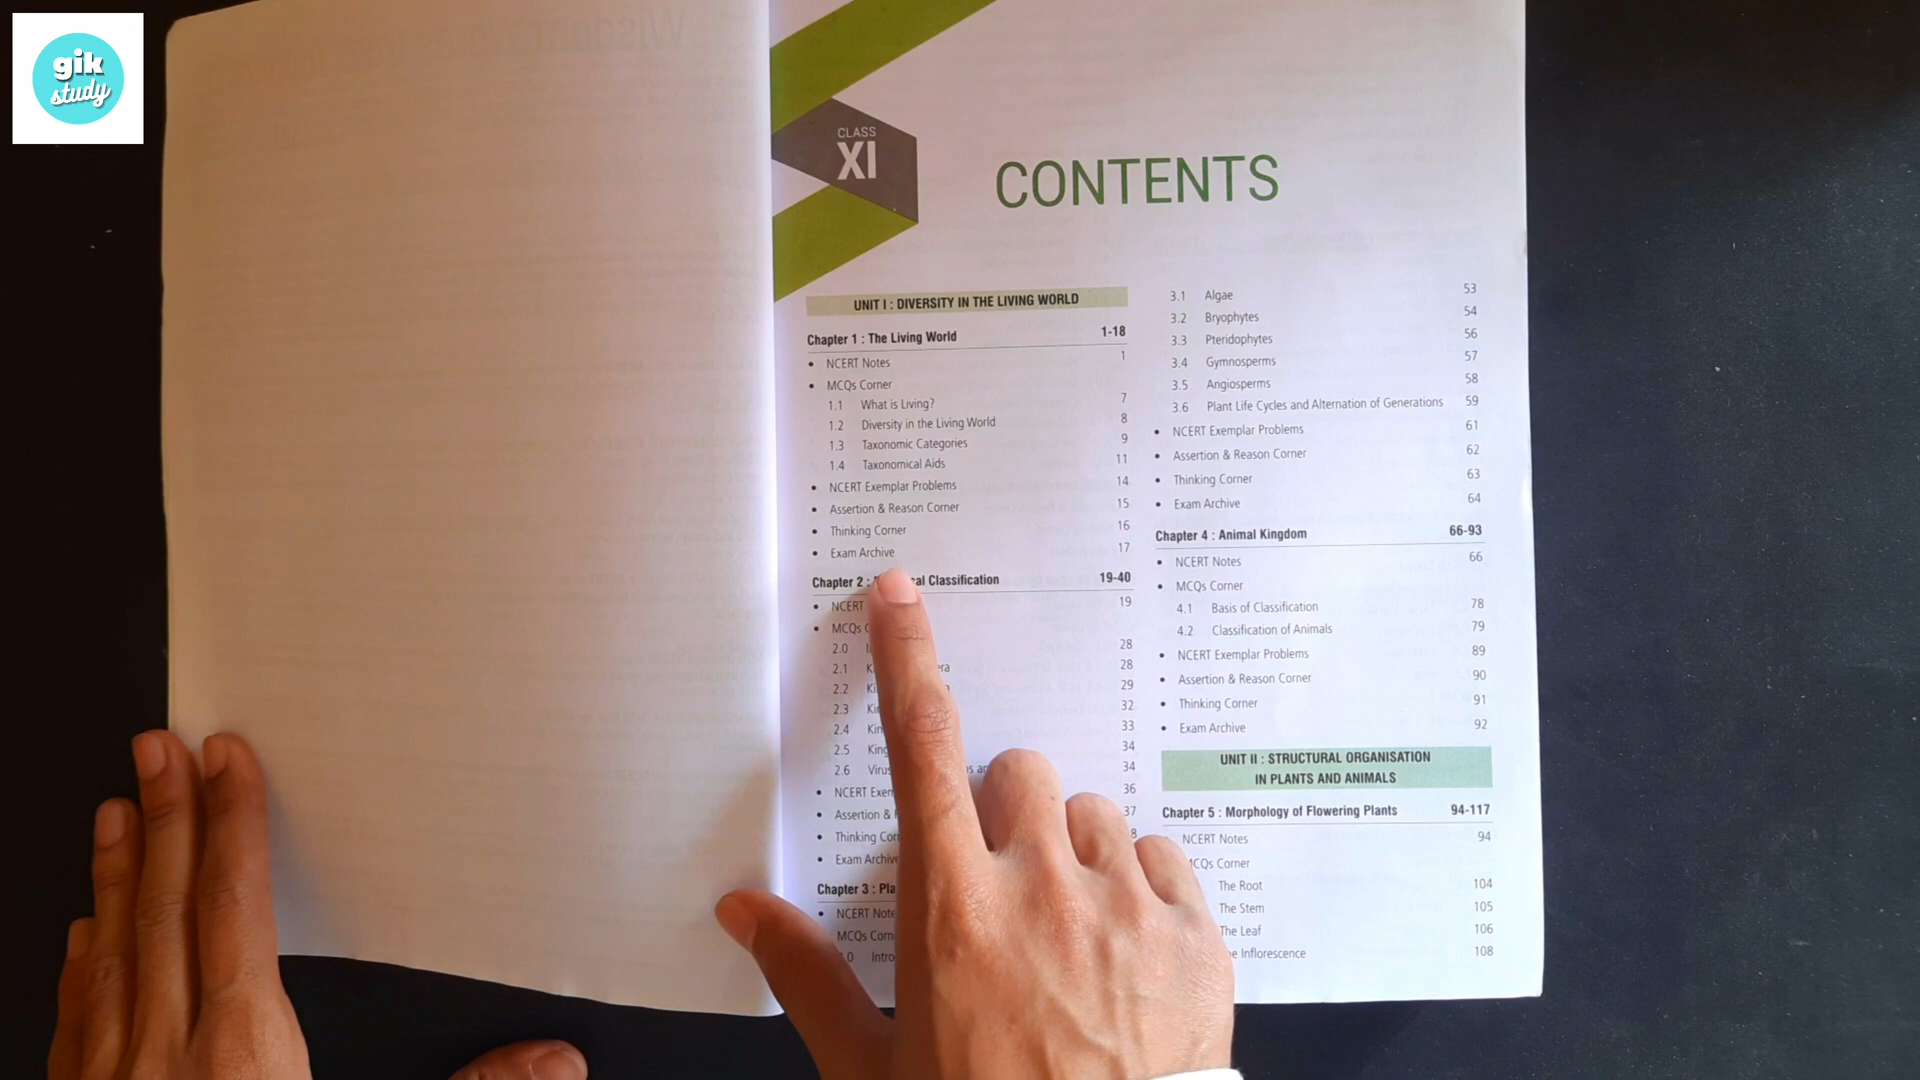 gik
study
CLASS
XI
CONTENTS
UNIT I : DIVERSITY IN THE LIVING WORLD
Chapter 1 : The Living World 1-18
• NCERT Notes 1
• MCQs Corner
1.1 What is Living? 7
1.2 Diversity in the Living World 8
1.3 Taxonomic Categories 9
1.4 Taxonomical Aids 11
• NCERT Exemplar Problems 14
• Assertion & Reason Corner 15
• Thinking Corner 16
• Exam Archive 17
Chapter 2 : Classification 19-40
• NCERT 19
• MCQs
2.0 28
2.1 28
2.2 29
2.3 32
2.4 33
2.5 34
2.6 34
• NCERT 36
• Assertion & 37
• Thinking 8
• Exam
Chapter 3 :
• NCERT
MCQs
3.1 Algae 53
3.2 Bryophytes 54
3.3 Pteridophytes 56
3.4 Gymnosperms 57
3.5 Angiosperms 58
3.6 Plant Life Cycles and Alternation of Generations 59
• NCERT Exemplar Problems 61
• Assertion & Reason Corner 62
• Thinking Corner 63
• Exam Archive 64
Chapter 4 : Animal Kingdom 66-93
• NCERT Notes 66
• MCQs Corner
4.1 Basis of Classification 78
4.2 Classification of Animals 79
• NCERT Exemplar Problems 89
• Assertion & Reason Corner 90
• Thinking Corner 91
• Exam Archive 92
UNIT II : STRUCTURAL ORGANISATION
IN PLANTS AND ANIMALS
Chapter 5 : Morphology of Flowering Plants 94-117
NCERT Notes 94
MCQs Corner
The Root 104
The Stem 105
The Leaf 106
Inflorescence 108